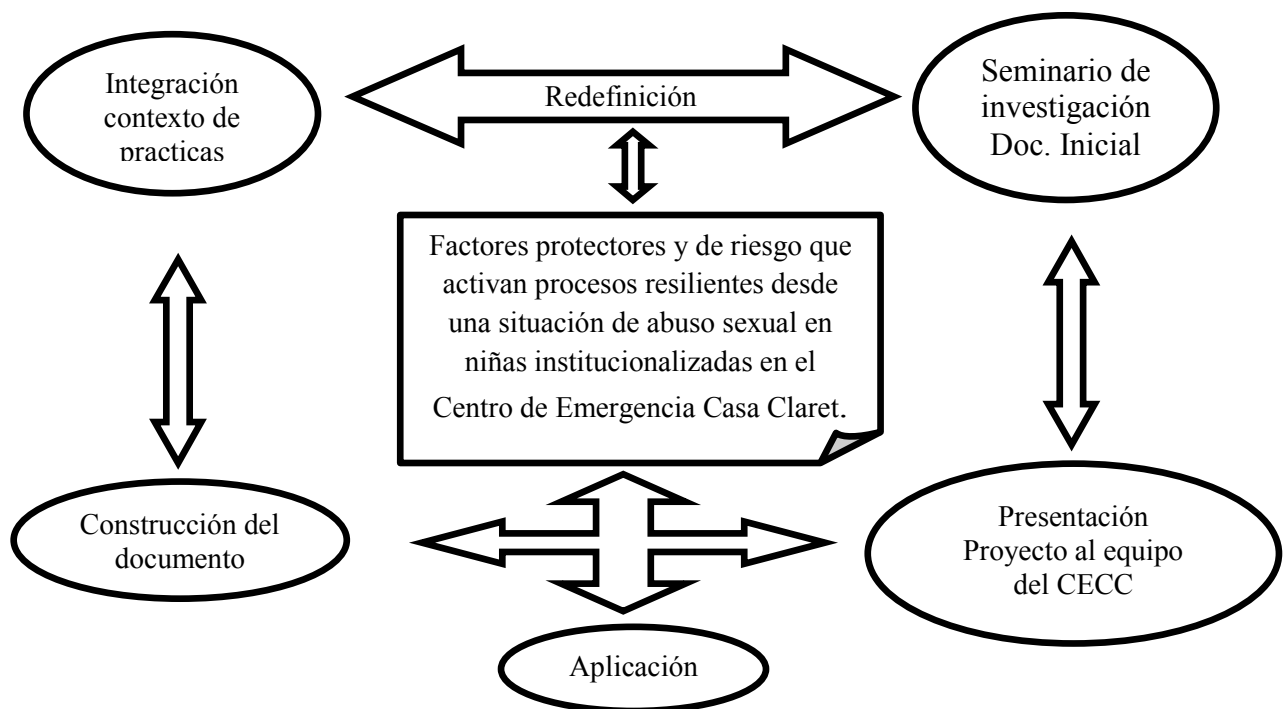 Integración
contexto de
practicas
Redefinición
Seminario de
investigación
Doc. Inicial
Factores protectores y de riesgo que
activan procesos resilientes desde
una situación de abuso sexual en
niñas institucionalizadas en el
Centro de Emergencia Casa Claret.
Construcción del
documento
Presentación
Proyecto al equipo
del CECC
Aplicación